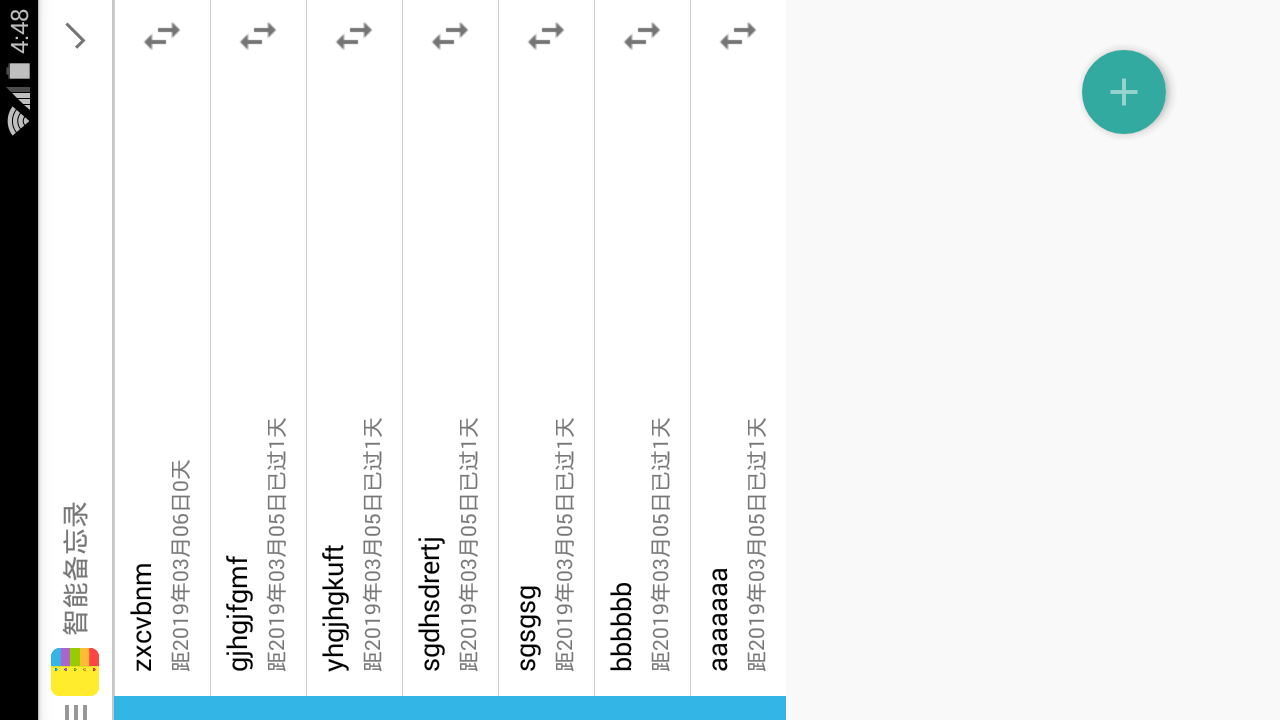 4:48
智能备忘录
zxcvbnm
距2019年03月06日0天
gjhgjfgmf
距2019年03月05日已过1天
yhgjhgkuft
距2019年03月05日已过1天
sgdhsdrertj
距2019年03月05日已过1天
sgsgsg
距2019年03月05日已过1天
bbbbbb
距2019年03月05日已过1天
aaaaaaa
距2019年03月05日已过1天